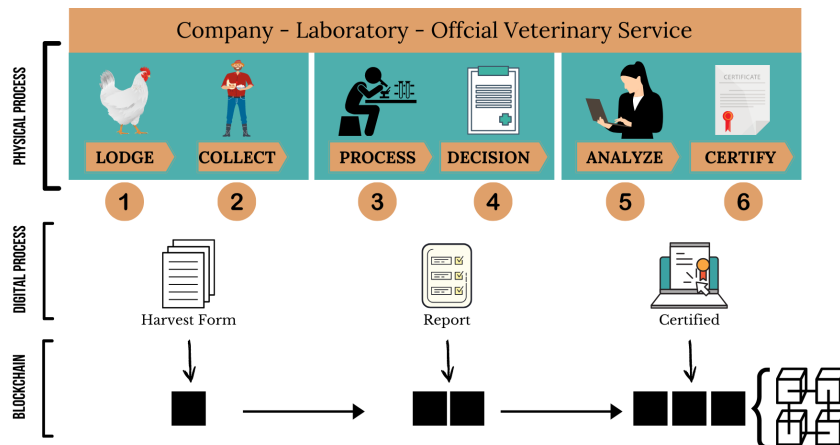 Company - Laboratory - Offcial Veterinary Service
PHYSICAL PROCESS
CERTIFICATE
LODGE
COLLECT
PROCESS
DECISION
ANALYZE
CERTIFY
1
2
3
4
5
6
DIGITAL PROCESS
Harvest Form
Report
Certified
BLOCKCHAIN